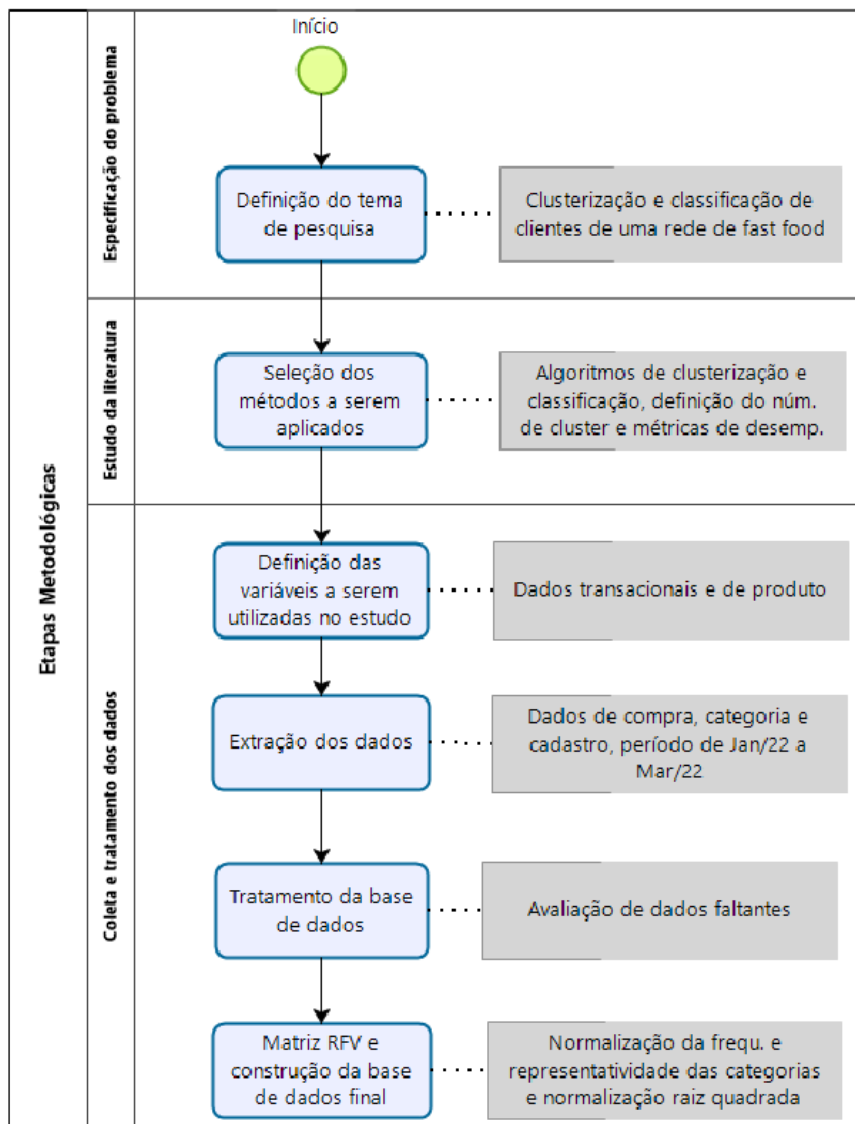 Etapas Metodológicas
Especificação do problema
Início
Definição do tema
de pesquisa
Clusterização e classificação de
clientes de uma rede de fast food
Estudo da literatura
Seleção dos
métodos a serem
aplicados
Algoritmos de clusterização e
classificação, definição do núm.
de cluster e métricas de desemp.
Coleta e tratamento dos dados
Definição das
variáveis a serem
utilizadas no estudo
Dados transacionais e de produto
Extração dos dados
Dados de compra, categoria e
cadastro, período de Jan/22 a
Mar/22
Tratamento da base
de dados
Avaliação de dados faltantes
Matriz RFV e
construção da base
de dados final
Normalização da frequ. e
representatividade das categorias
e normalização raiz quadrada